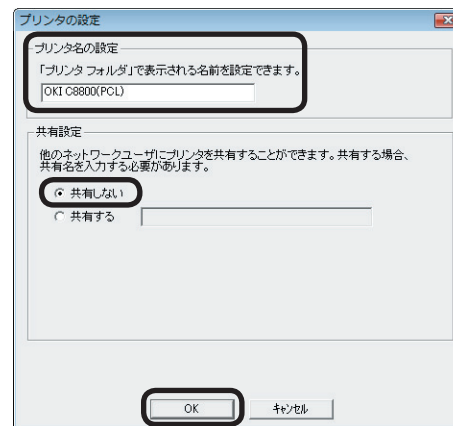 プリンタの設定
プリンタ名の設定
「プリンタ フォルダ」で表示される名前を設定できます。
OKI C8800(PCL)
共有設定
他のネットワークユーザにプリンタを共有することができます。共有する場合、
共有名を入力する必要があります。
共有しない
共有する
OK
キャンセル